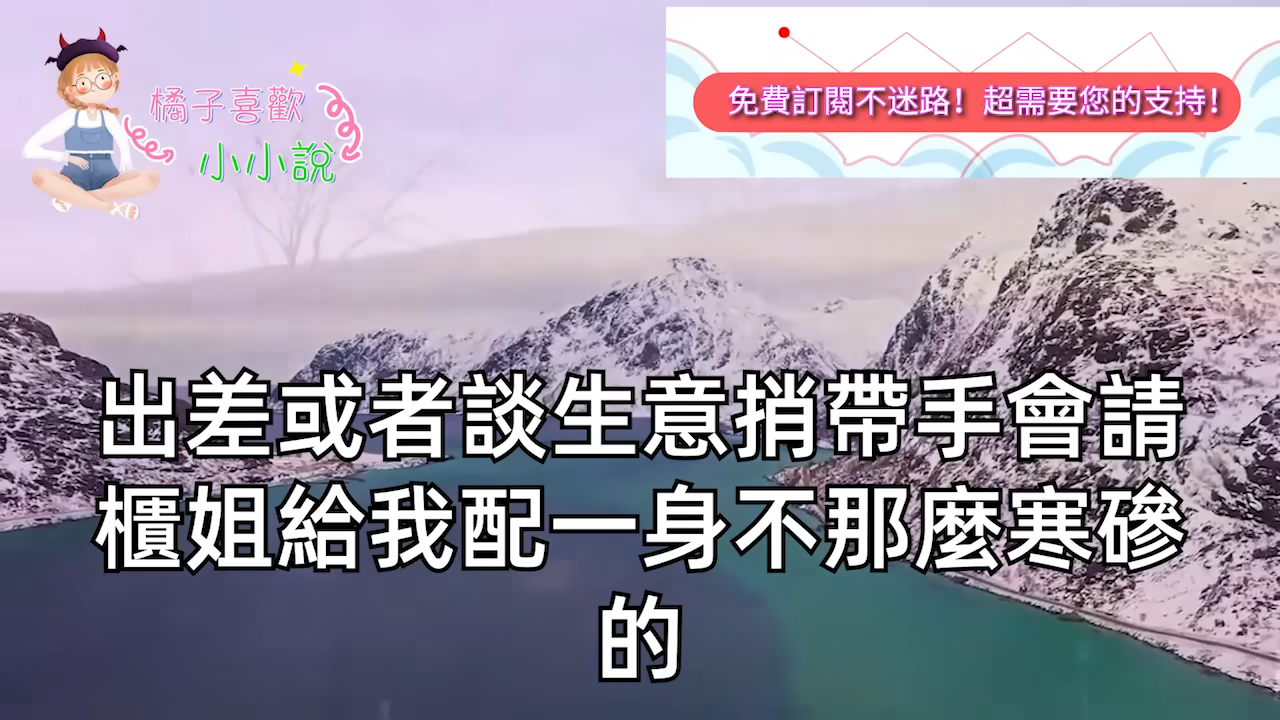 橘子喜歡
小小說
免費訂閱不迷路！超需要您的支持！
出差或者談生意捎帶手會請
櫃姐給我配一身不那麼寒磣
的